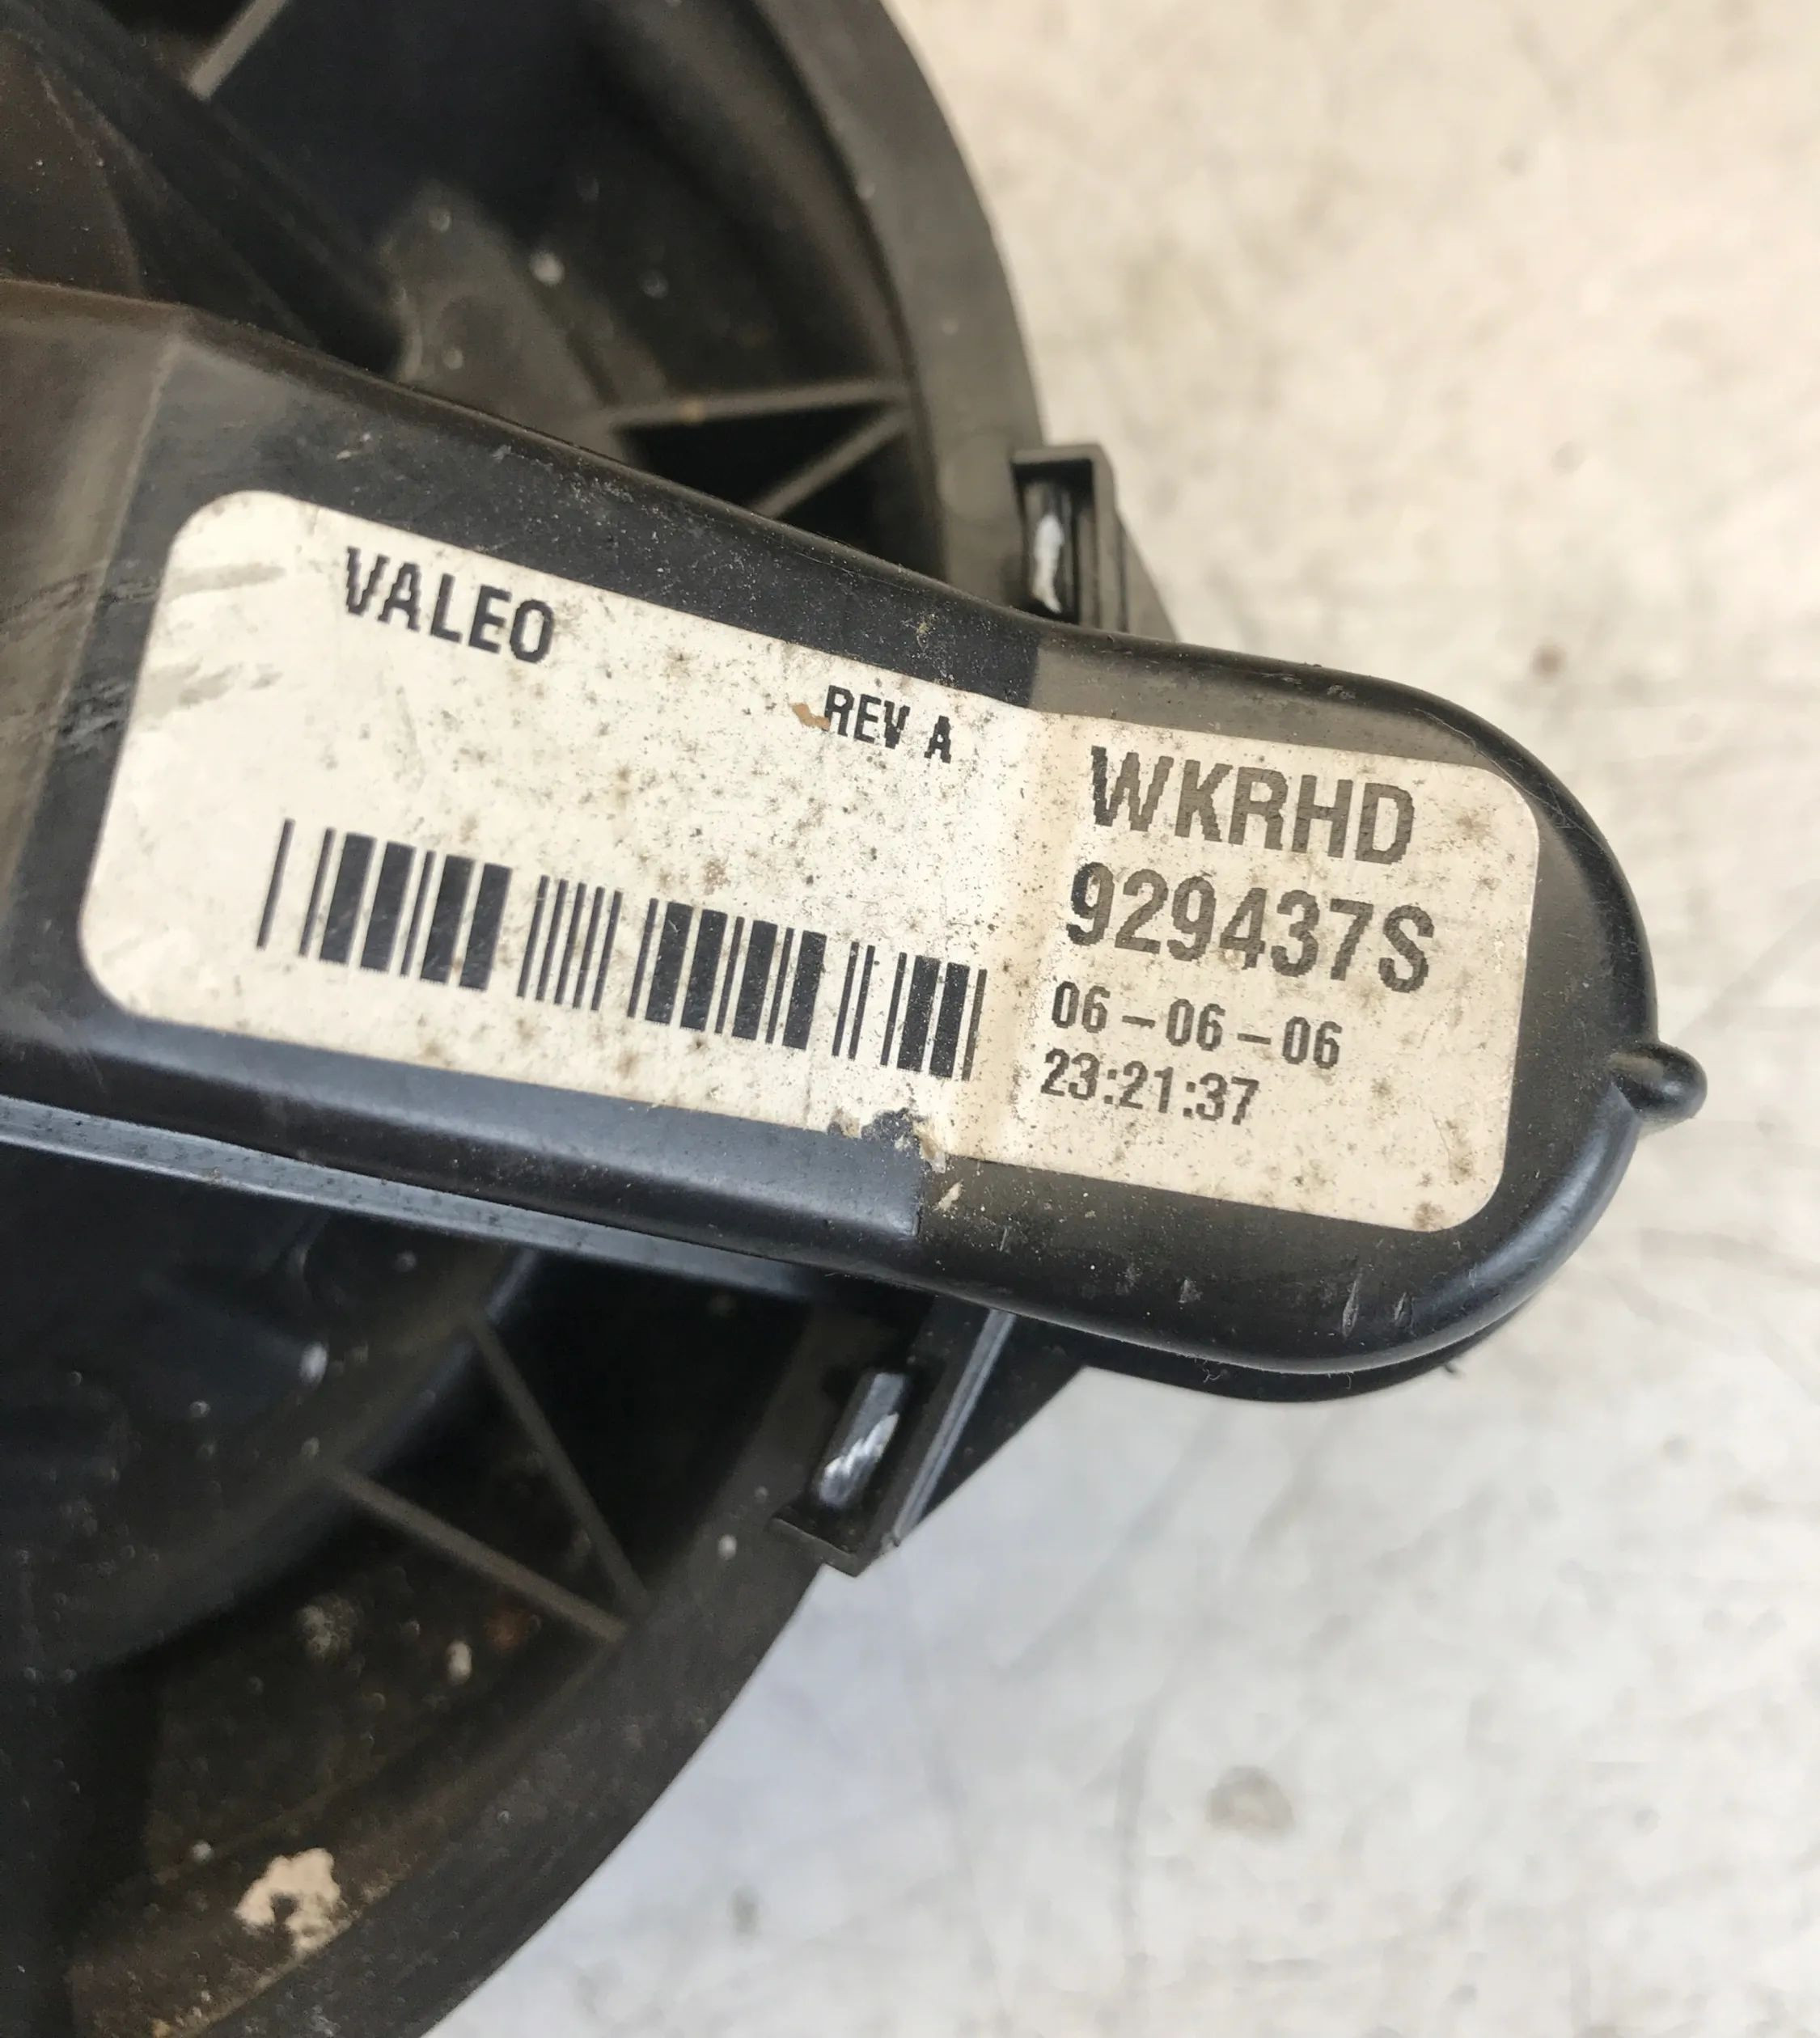 VALEO
REV A
WKRHD
929437S
06-06-06
23:21:37